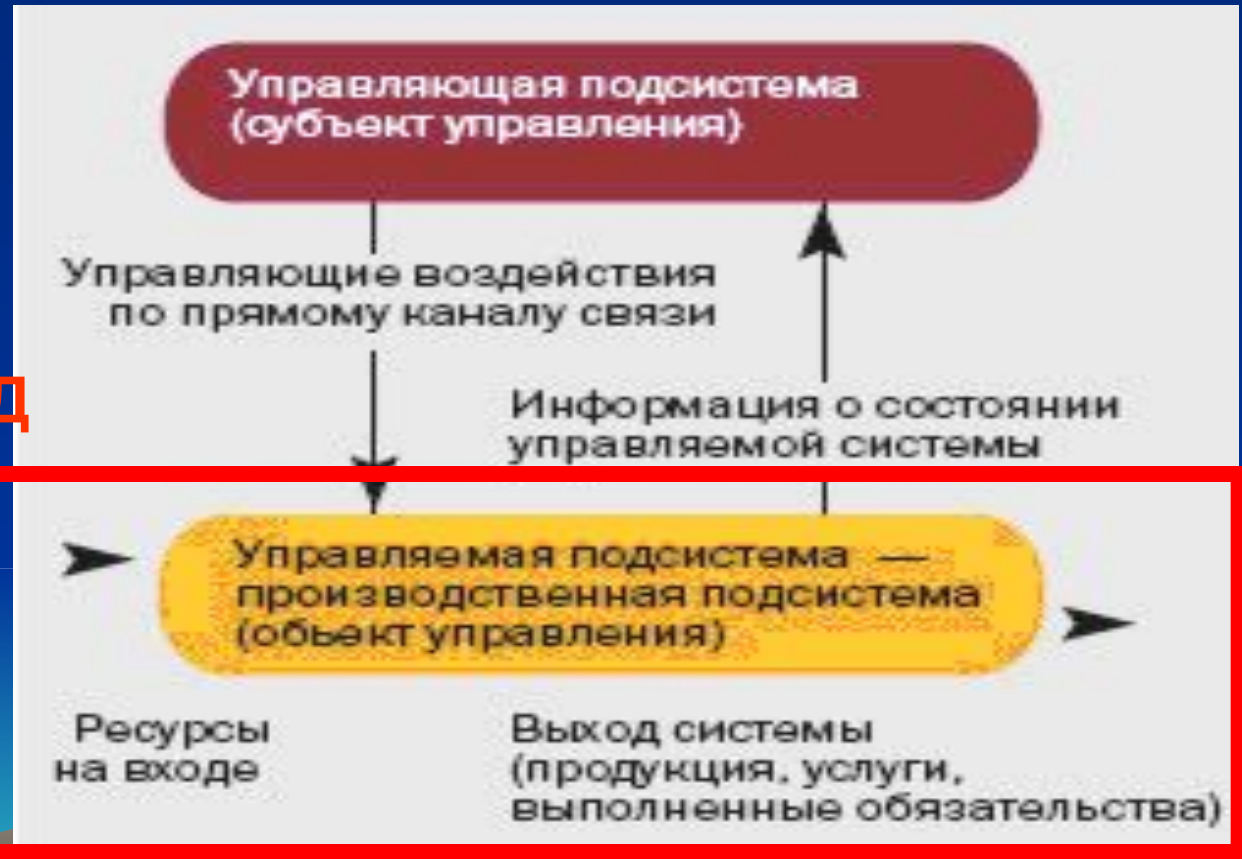 Управляющая подсистема
(субъект управления)
Управляющие воздействия
по прямому каналу связи
д
Информация о состоянии
управляемой системы
Управляемая подсистема —
производственная подсистема
(обьект управления)
Ресурсы
на входе
Выход системы
(продукция, услуги,
выполненные обязательства)